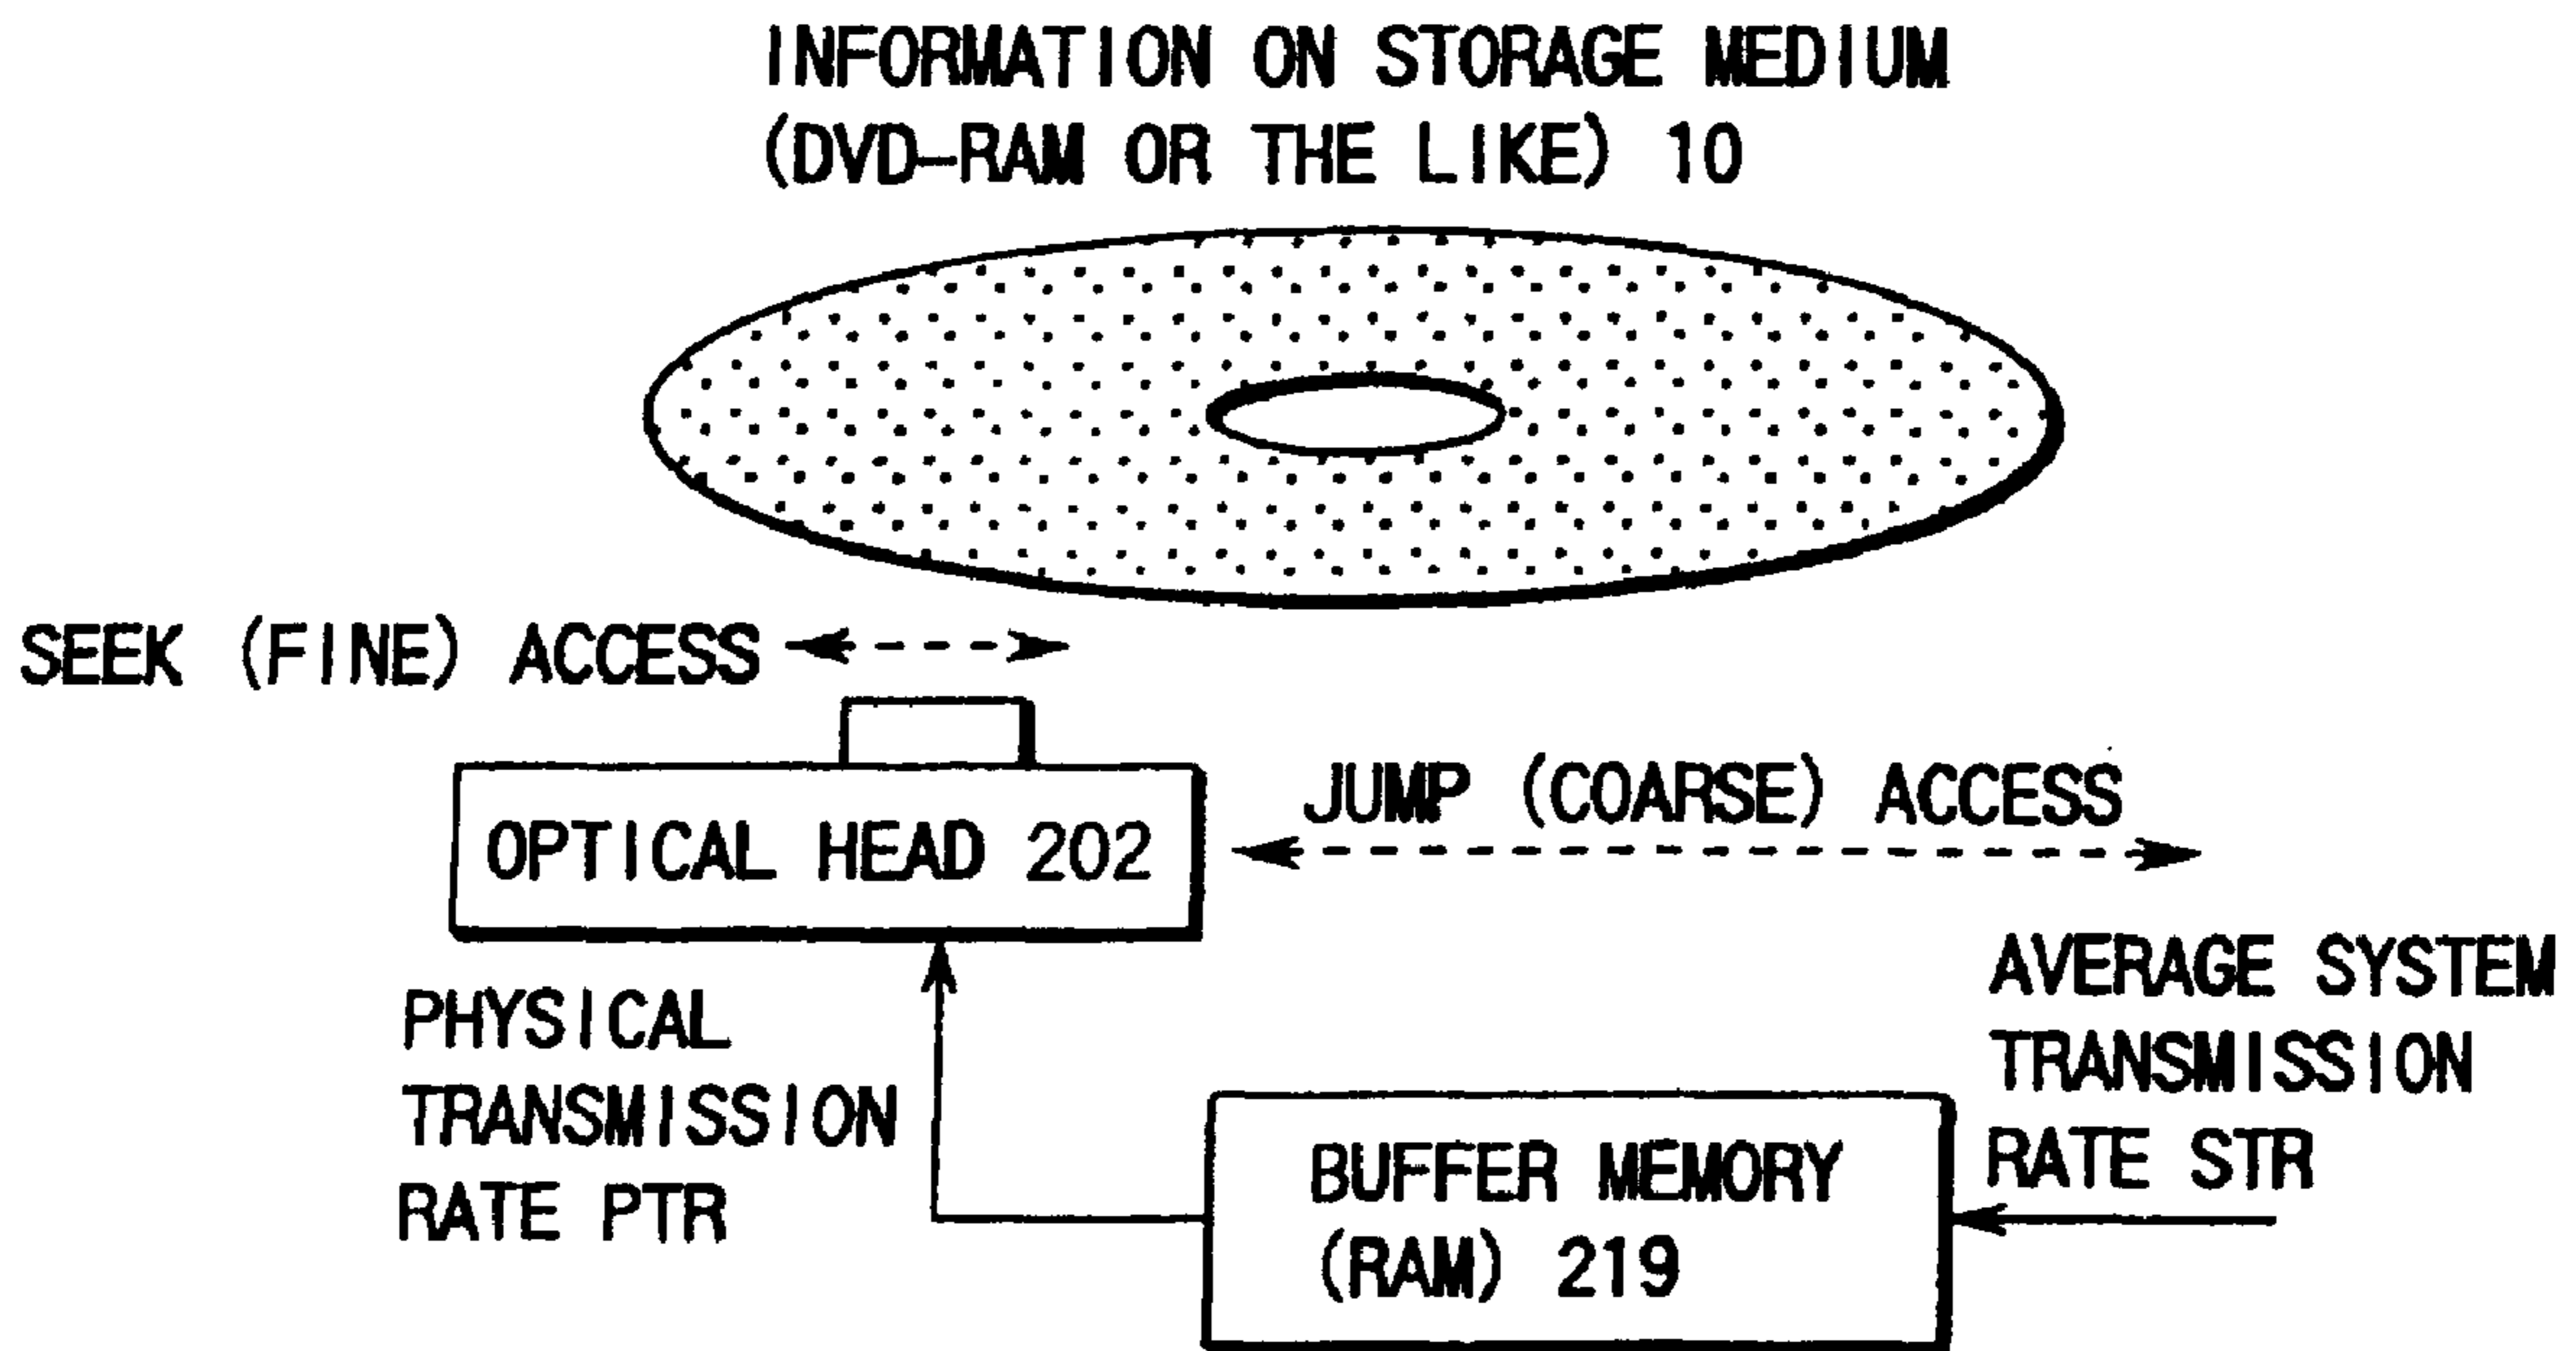 INFORMATION ON STORAGE MEDIUM
(DVD-RAM OR THE LIKE) 10
SEEK (FINE) ACCESS
OPTICAL HEAD 202
JUMP (COARSE) ACCESS
PHYSICAL
TRANSMISSION
RATE PTR
AVERAGE SYSTEM
TRANSMISSION
RATE STR
BUFFER MEMORY
(RAM) 219